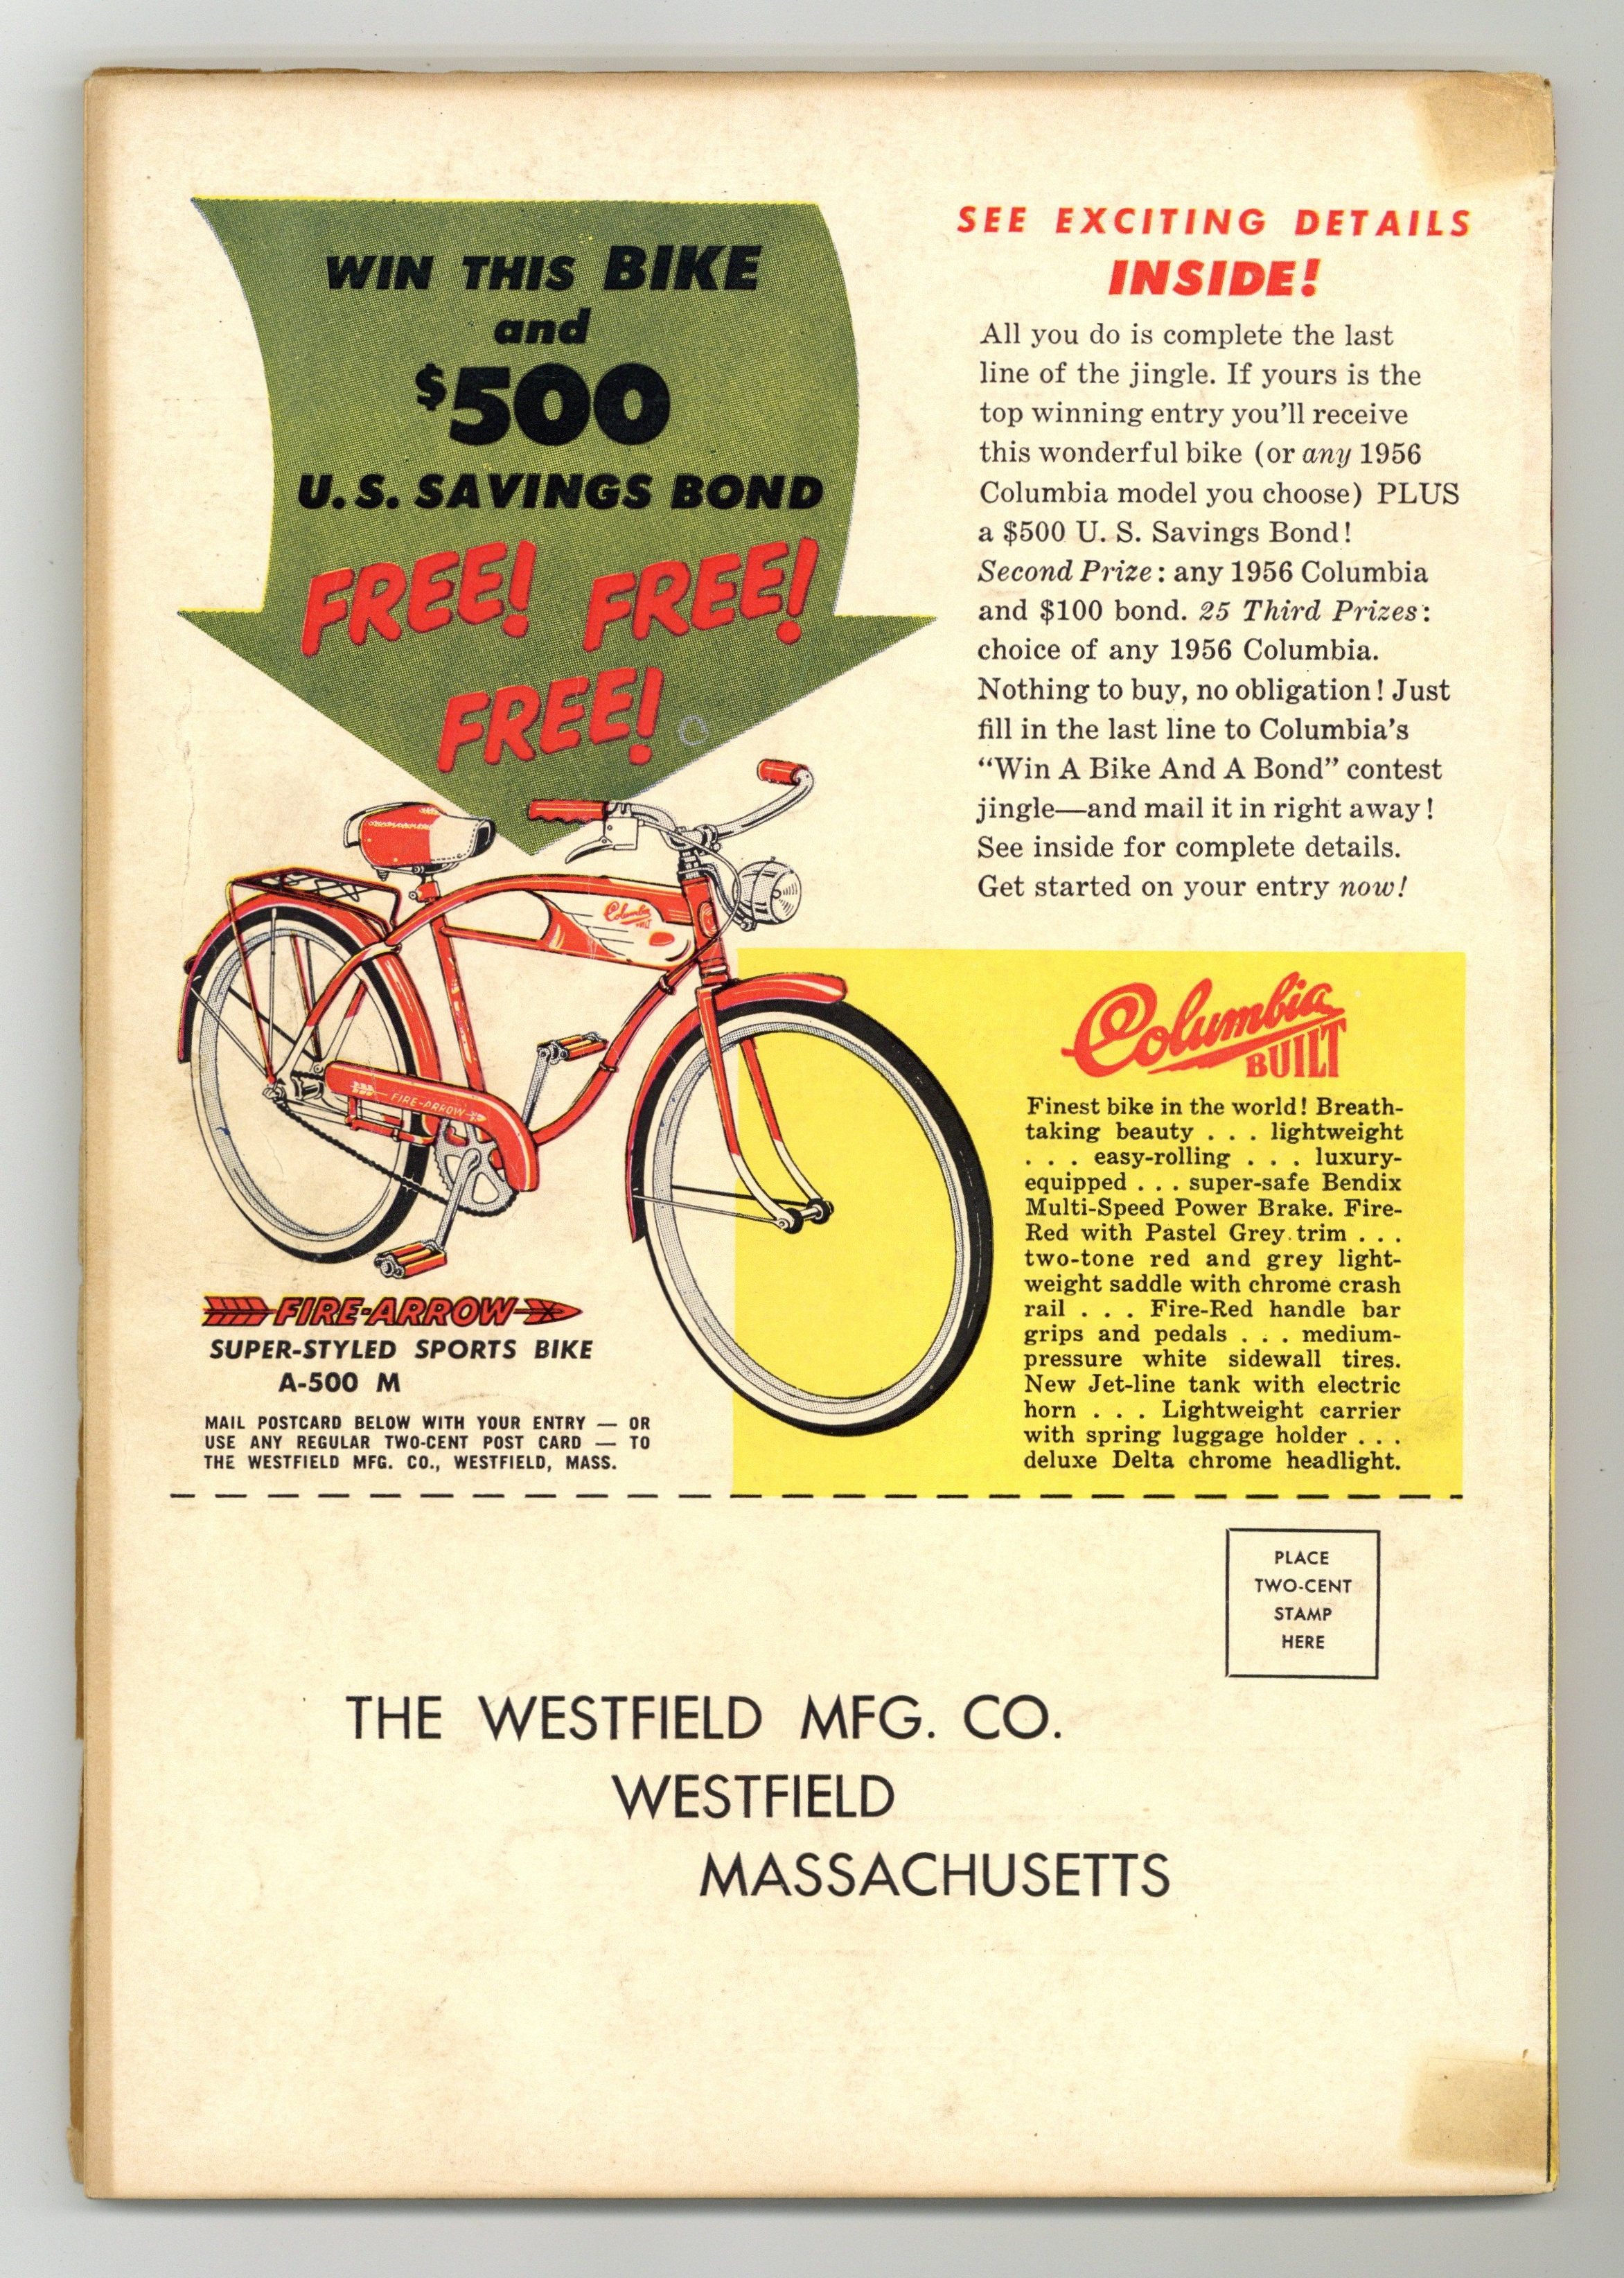 WIN THIS BIKE
and
$500
U.S. SAVINGS BOND
FREE! FREE!
FREE!
SEE EXCITING DETAILS
INSIDE!
All you do is complete the last
line of the jingle. If yours is the
top winning entry you'll receive
this wonderful bike (or any 1956
Columbia model you choose) PLUS
a $500 U. S. Savings Bond!
Second Prize: any 1956 Columbia
and $100 bond. 25 Third Prizes:
choice of any 1956 Columbia.
Nothing to buy, no obligation! Just
fill in the last line to Columbia's
“Win A Bike And A Bond” contest
jingle—and mail it in right away!
See inside for complete details.
Get started on your entry now!
Columbia
BUILT
FIRE-ARROW
Columbia
BUILT
Finest bike in the world! Breath-
taking beauty . . . lightweight
. . . easy-rolling . . . luxury-
equipped . . . super-safe Bendix
Multi-Speed Power Brake. Fire-
Red with Pastel Grey trim . . .
two-tone red and grey light-
weight saddle with chrome crash
rail . . . Fire-Red handle bar
grips and pedals . . . medium-
pressure white sidewall tires.
New Jet-line tank with electric
horn . . . Lightweight carrier
with spring luggage holder . . .
deluxe Delta chrome headlight.
FIRE-ARROW
SUPER-STYLED SPORTS BIKE
A-500 M
MAIL POSTCARD BELOW WITH YOUR ENTRY — OR
USE ANY REGULAR TWO-CENT POST CARD — TO
THE WESTFIELD MFG. CO., WESTFIELD, MASS.
PLACE
TWO-CENT
STAMP
HERE
THE WESTFIELD MFG. CO.
WESTFIELD
MASSACHUSETTS